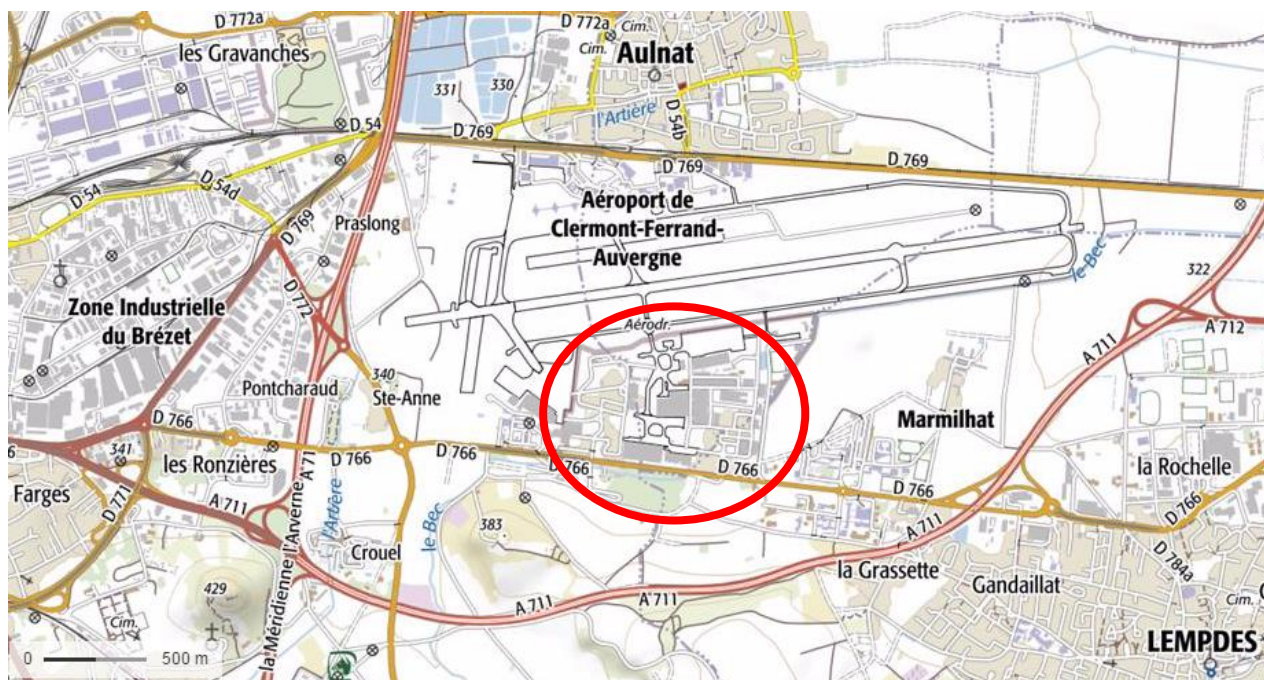 D 772a
les Gravanches
D 772a
Cim.
Cim.
Aulnat
331
330
l'Artière
D 54b
D 54
D 769
D 769
D 769
D 54
D 54d
D 769
Praslong
Aéroport de
Clermont-Ferrand-
Auvergne
le Bec
322
A 712
Zone Industrielle
du Brézet
D 772
Aérodr.
A 711
Pontcharaud
340
Ste-Anne
Marmilhat
D 766
341
les Ronzières
D 766
D 766
D 766
D 766
D 766
la Rochelle
D 766
Farges
D 771
A 711
A 71
l'Artière
le Bec
383
A 711
D 784a
Crouel
la Grassette
Gandaillat
429
Cim.
la Méridienne l'Arverne
A 711
A 711
Cim.
LEMPDES
0
500 m